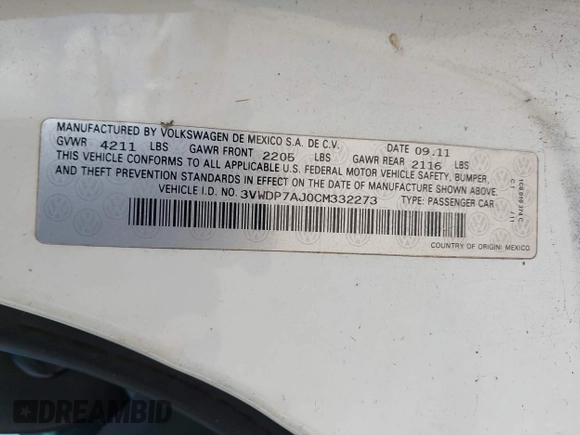 MANUFACTURED BY VOLKSWAGEN DE MEXICO S.A. DE C.V. DATE 09.11
GVWR 4211 LBS GAWR FRONT 2205 LBS GAWR REAR 2116 LBS
THIS VEHICLE CONFORMS TO ALL APPLICABLE U.S. FEDERAL MOTOR VEHICLE SAFETY, BUMPER,
AND THEFT PREVENTION STANDARDS IN EFFECT ON THE DATE OF MANUFACTURE SHOWN ABOVE.
VEHICLE I.D. NO. 3VWDP7AJ0CM332273 TYPE: PASSENGER CAR
COUNTRY OF ORIGIN: MEXICO
DREAMBID